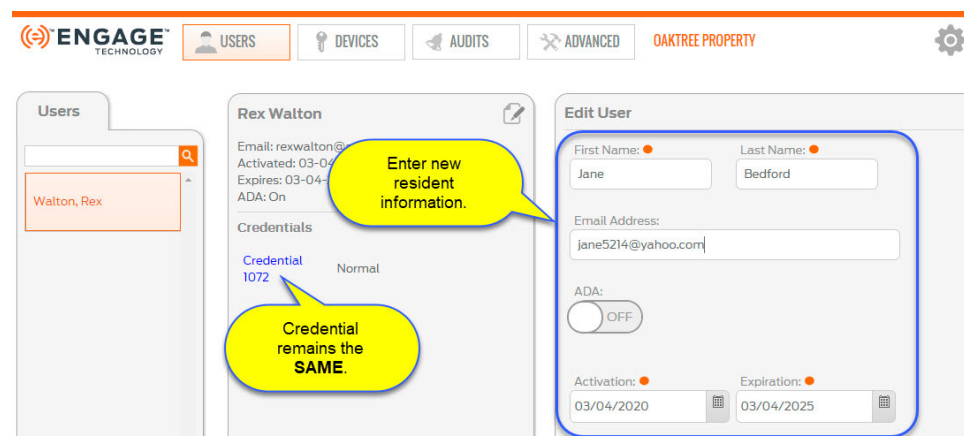 ENGAGE™
TECHNOLOGY
USERS
DEVICES
AUDITS
ADVANCED
OAKTREE PROPERTY
Users
Walton, Rex
Rex Walton
Email: rexwalton@
Activated: 03-04
Expires: 03-04-
ADA: On
Credentials
Credential
1072
Normal
Enter new
resident
information.
Credential
remains the
SAME.
Edit User
First Name:
Last Name:
Jane
Bedford
Email Address:
jane5214@yahoo.com
ADA:
OFF
Activation:
Expiration:
03/04/2020
03/04/2025